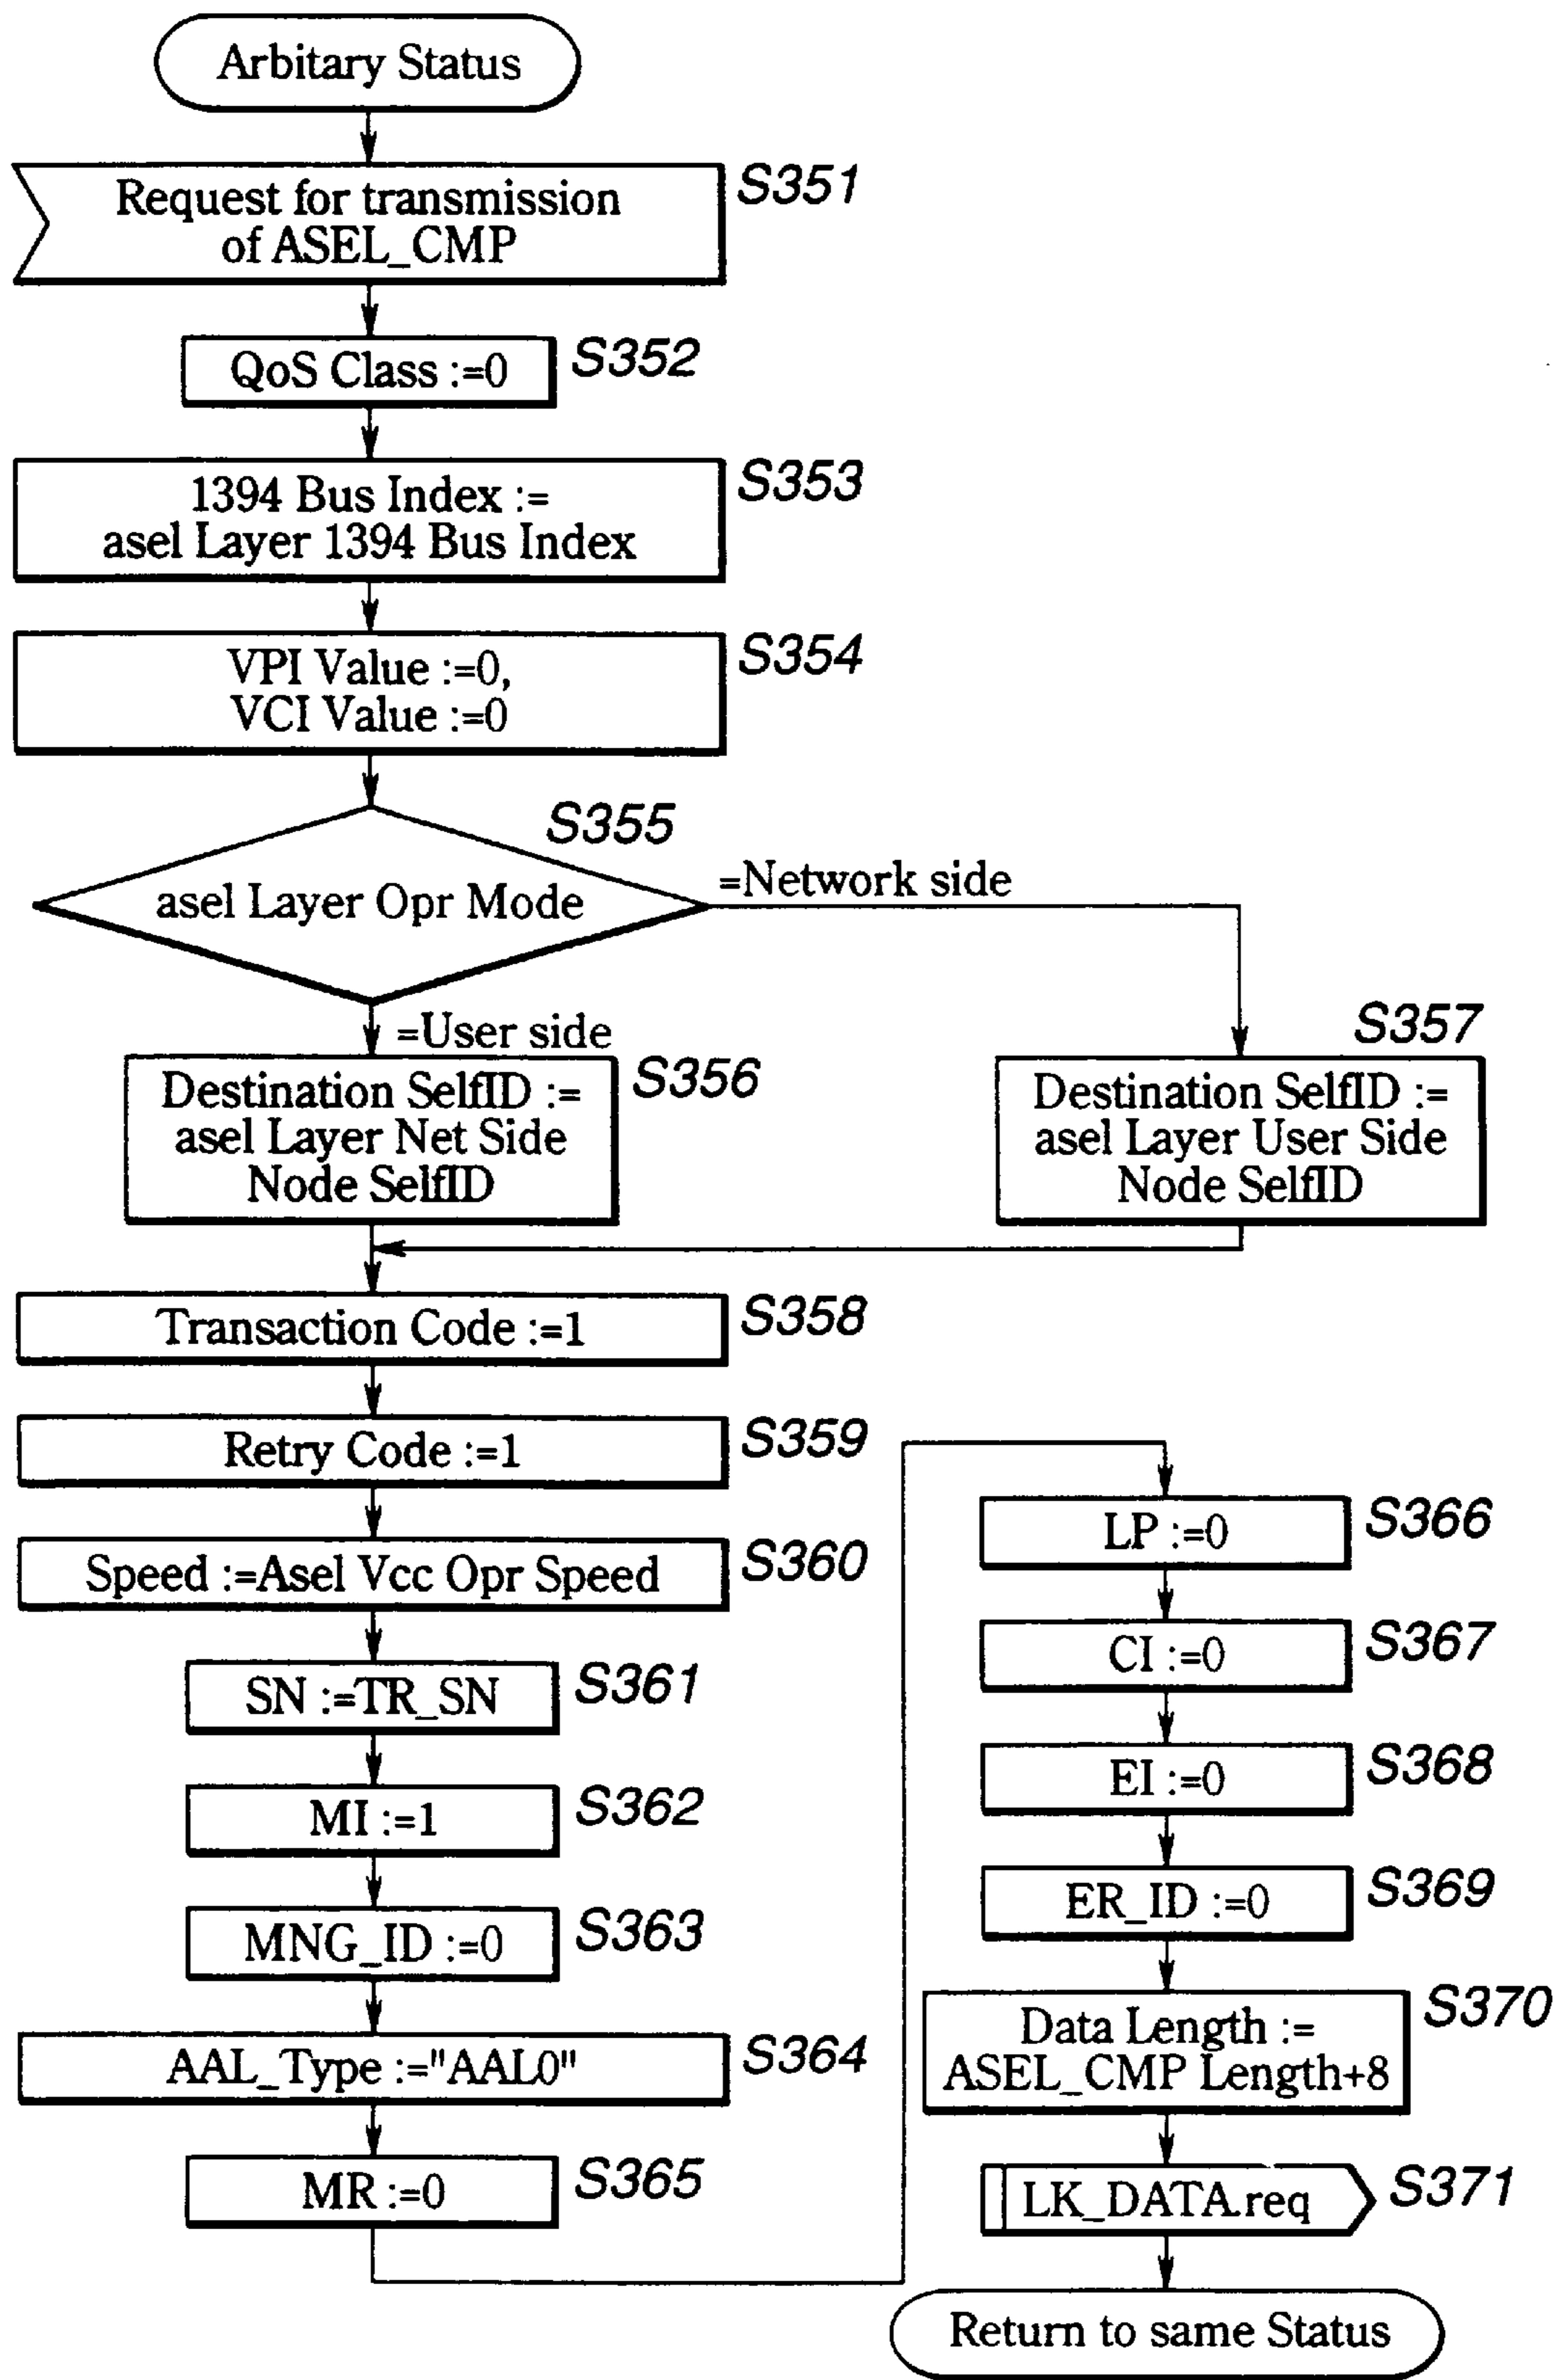 Arbitary Status
Request for transmission
of ASEL_CMP
S351
QoS Class :=0
S352
1394 Bus Index :=
asel Layer 1394 Bus Index
S353
VPI Value :=0,
VCI Value :=0
S354
S355
asel Layer Opr Mode
=Network side
=User side
Destination SelfID :=
asel Layer Net Side
Node SelfID
S356
S357
Destination SelfID :=
asel Layer User Side
Node SelfID
Transaction Code :=1
S358
Retry Code :=1
S359
Speed :=Asel Vcc Opr Speed
S360
SN :=TR_SN
S361
MI :=1
S362
MNG_ID :=0
S363
AAL_Type :="AAL0"
S364
MR :=0
S365
LP :=0
S366
CI :=0
S367
EI :=0
S368
ER_ID :=0
S369
Data Length :=
ASEL_CMP Length+8
S370
LK_DATA.req
S371
Return to same Status